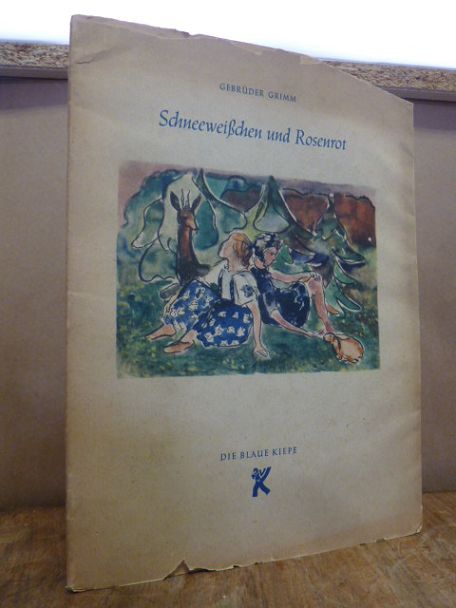 GEBRÜDER GRIMM
Schneeweißchen und Rosenrot
DIE BLAUE KIEPE
K